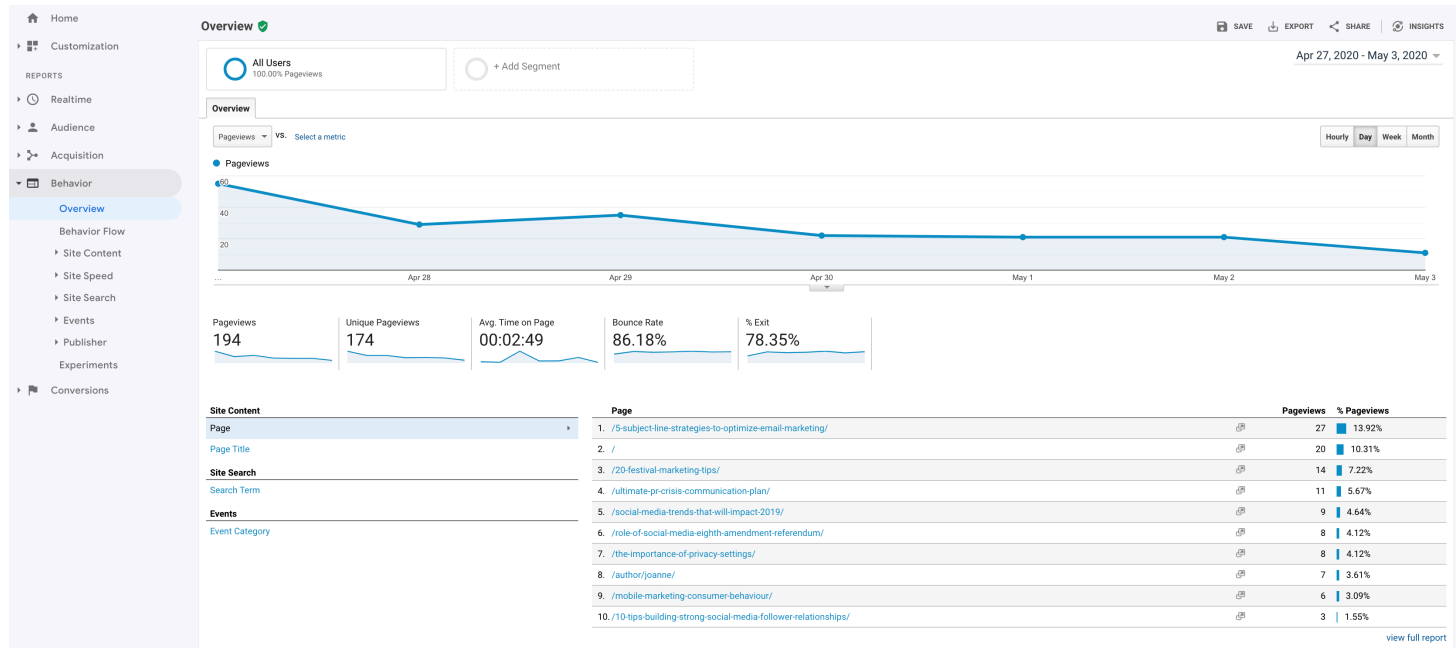 Home
Customization
REPORTS
Realtime
Audience
Acquisition
Behavior
Overview
Behavior Flow
Site Content
Site Speed
Site Search
Events
Publisher
Experiments
Conversions
Overview
SAVE EXPORT SHARE INSIGHTS
All Users
100.00% Pageviews
+ Add Segment
Apr 27, 2020 - May 3, 2020
Overview
Pageviews VS. Select a metric
Hourly Day Week Month
Pageviews
60
40
20
... Apr 28 Apr 29 Apr 30 May 1 May 2 May 3
Pageviews Unique Pageviews Avg. Time on Page Bounce Rate % Exit
194 174 00:02:49 86.18% 78.35%
Site Content
Page
Page Title
Site Search
Search Term
Events
Event Category
Page Pageviews % Pageviews
1. /5-subject-line-strategies-to-optimize-email-marketing/ 27 13.92%
2. / 20 10.31%
3. /20-festival-marketing-tips/ 14 7.22%
4. /ultimate-pr-crisis-communication-plan/ 11 5.67%
5. /social-media-trends-that-will-impact-2019/ 9 4.64%
6. /role-of-social-media-eighth-amendment-referendum/ 8 4.12%
7. /the-importance-of-privacy-settings/ 8 4.12%
8. /author/joanne/ 7 3.61%
9. /mobile-marketing-consumer-behaviour/ 6 3.09%
10. /10-tips-building-strong-social-media-follower-relationships/ 3 1.55%
view full report